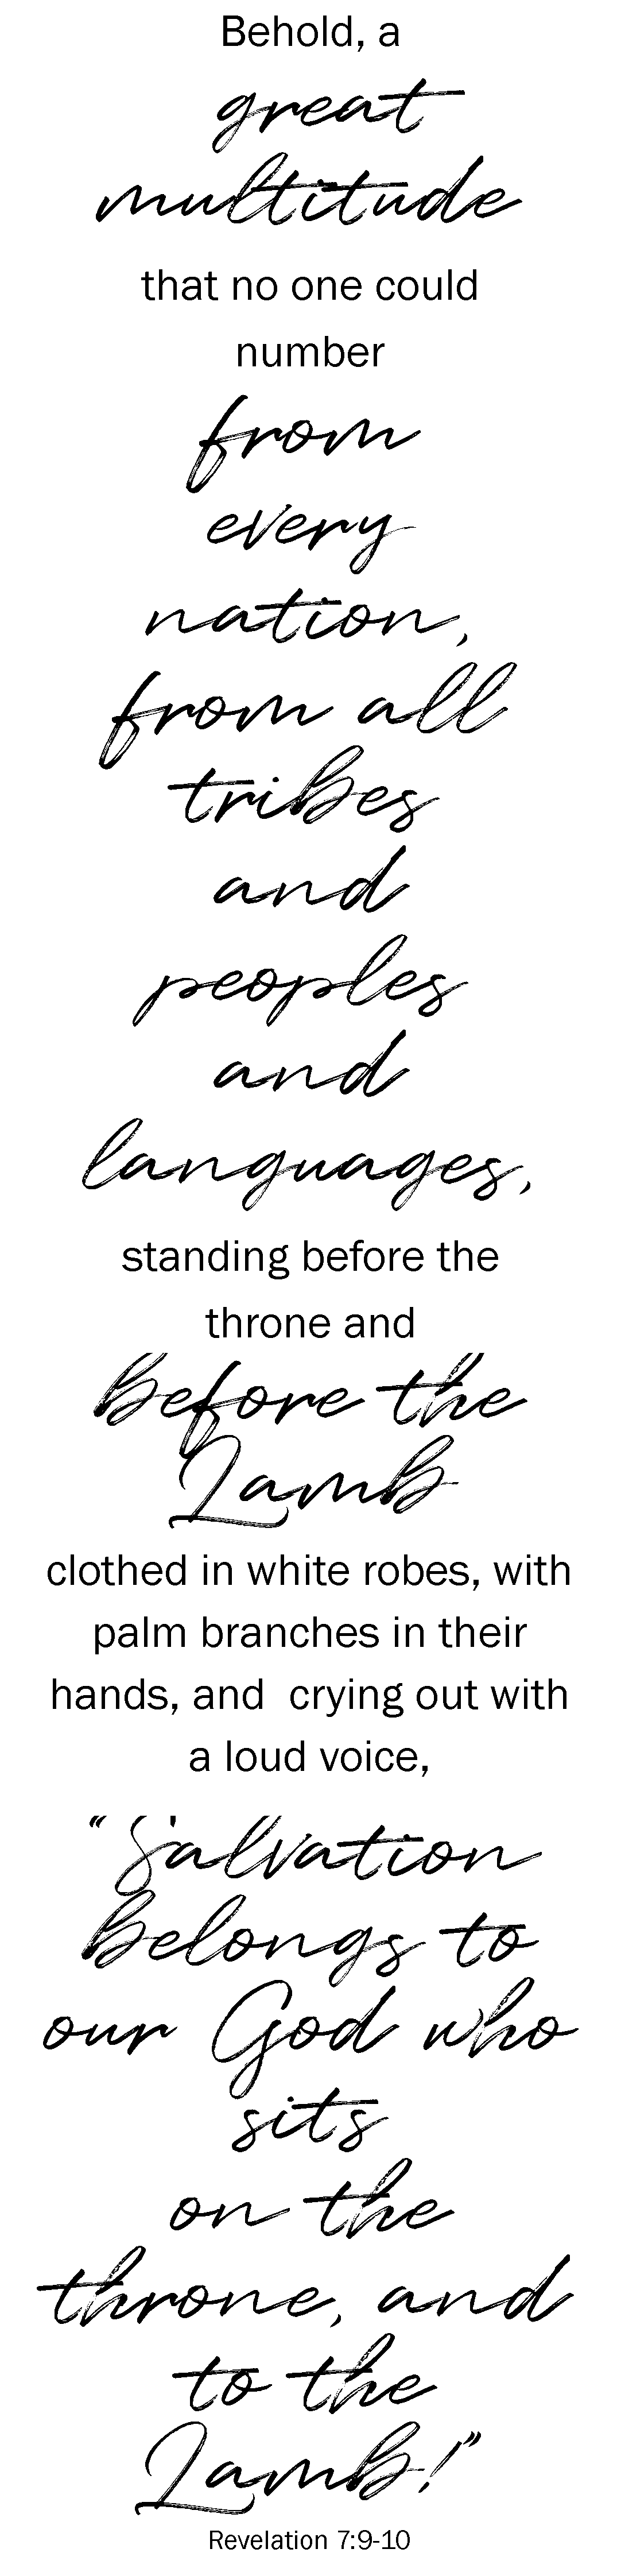 Behold, a
great
multitude
that no one could
number
from
every
nation,
from all
tribes
and
peoples
and
languages,
standing before the
throne and
before the
Lamb
clothed in white robes, with
palm branches in their
hands, and  crying out with
a loud voice,
“Salvation
belongs to
our God who
sits
on the
throne, and
to the
Lamb!”
Revelation 7:9-10